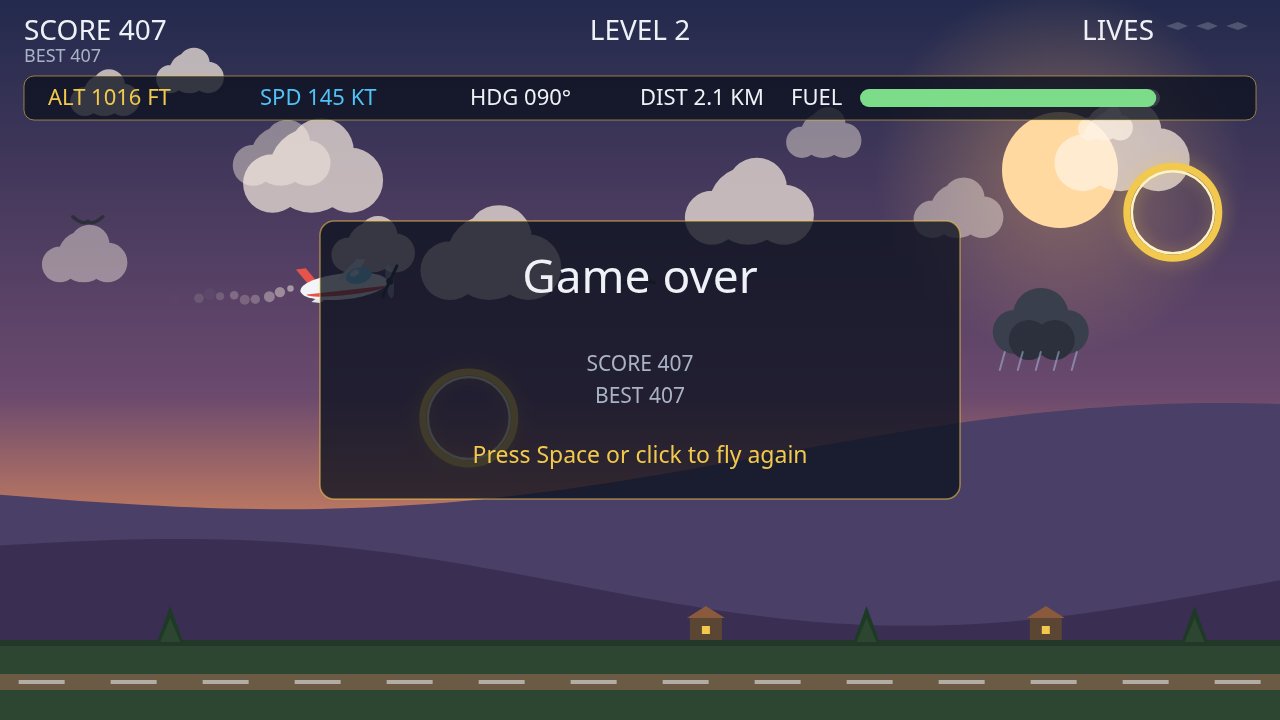 SCORE 407
LEVEL 2
LIVES
BEST 407
ALT 1016 FT
SPD 145 KT
HDG 090°
DIST 2.1 KM
FUEL
Game over
SCORE 407
BEST 407
Press Space or click to fly again